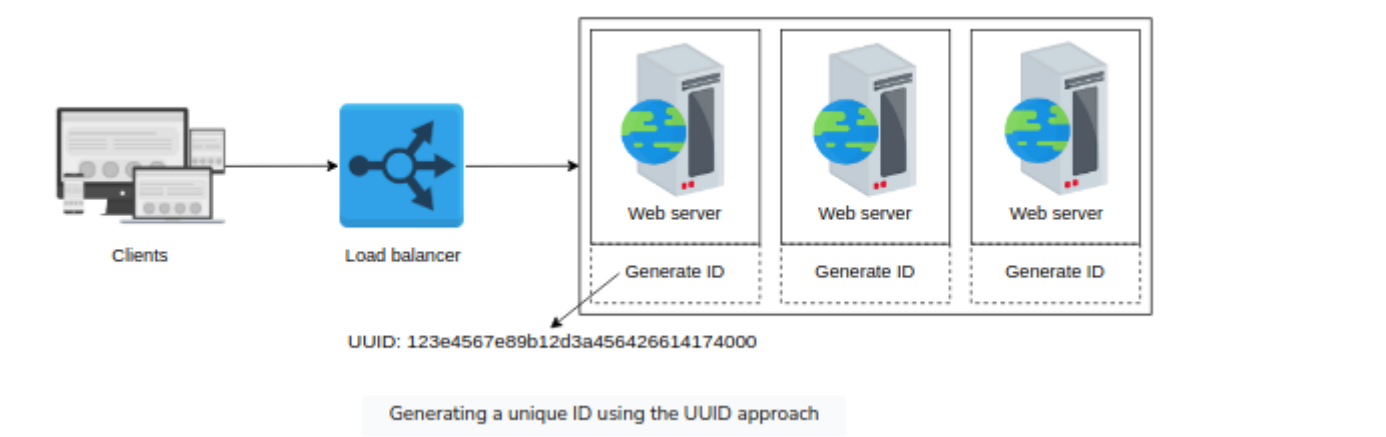 Clients
Load balancer
Web server
Generate ID
Web server
Generate ID
Web server
Generate ID
UUID: 123e4567e89b12d3a456426614174000
Generating a unique ID using the UUID approach